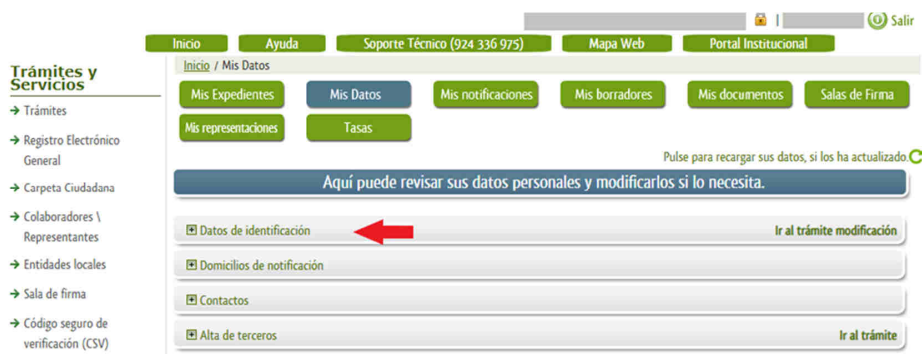 Salir
Inicio Ayuda Soporte Técnico (924 336 975) Mapa Web Portal Institucional
Trámites y
Servicios
Trámites
Registro Electrónico
General
Carpeta Ciudadana
Colaboradores \
Representantes
Entidades locales
Sala de firma
Código seguro de
verificación (CSV)
Inicio / Mis Datos
Mis Expedientes Mis Datos Mis notificaciones Mis borradores Mis documentos Salas de Firma
Mis representaciones Tasas
Pulse para recargar sus datos, si los ha actualizado.
Aquí puede revisar sus datos personales y modificarlos si lo necesita.
Datos de identificación Ir al trámite modificación
Domicilios de notificación
Contactos
Alta de terceros Ir al trámite